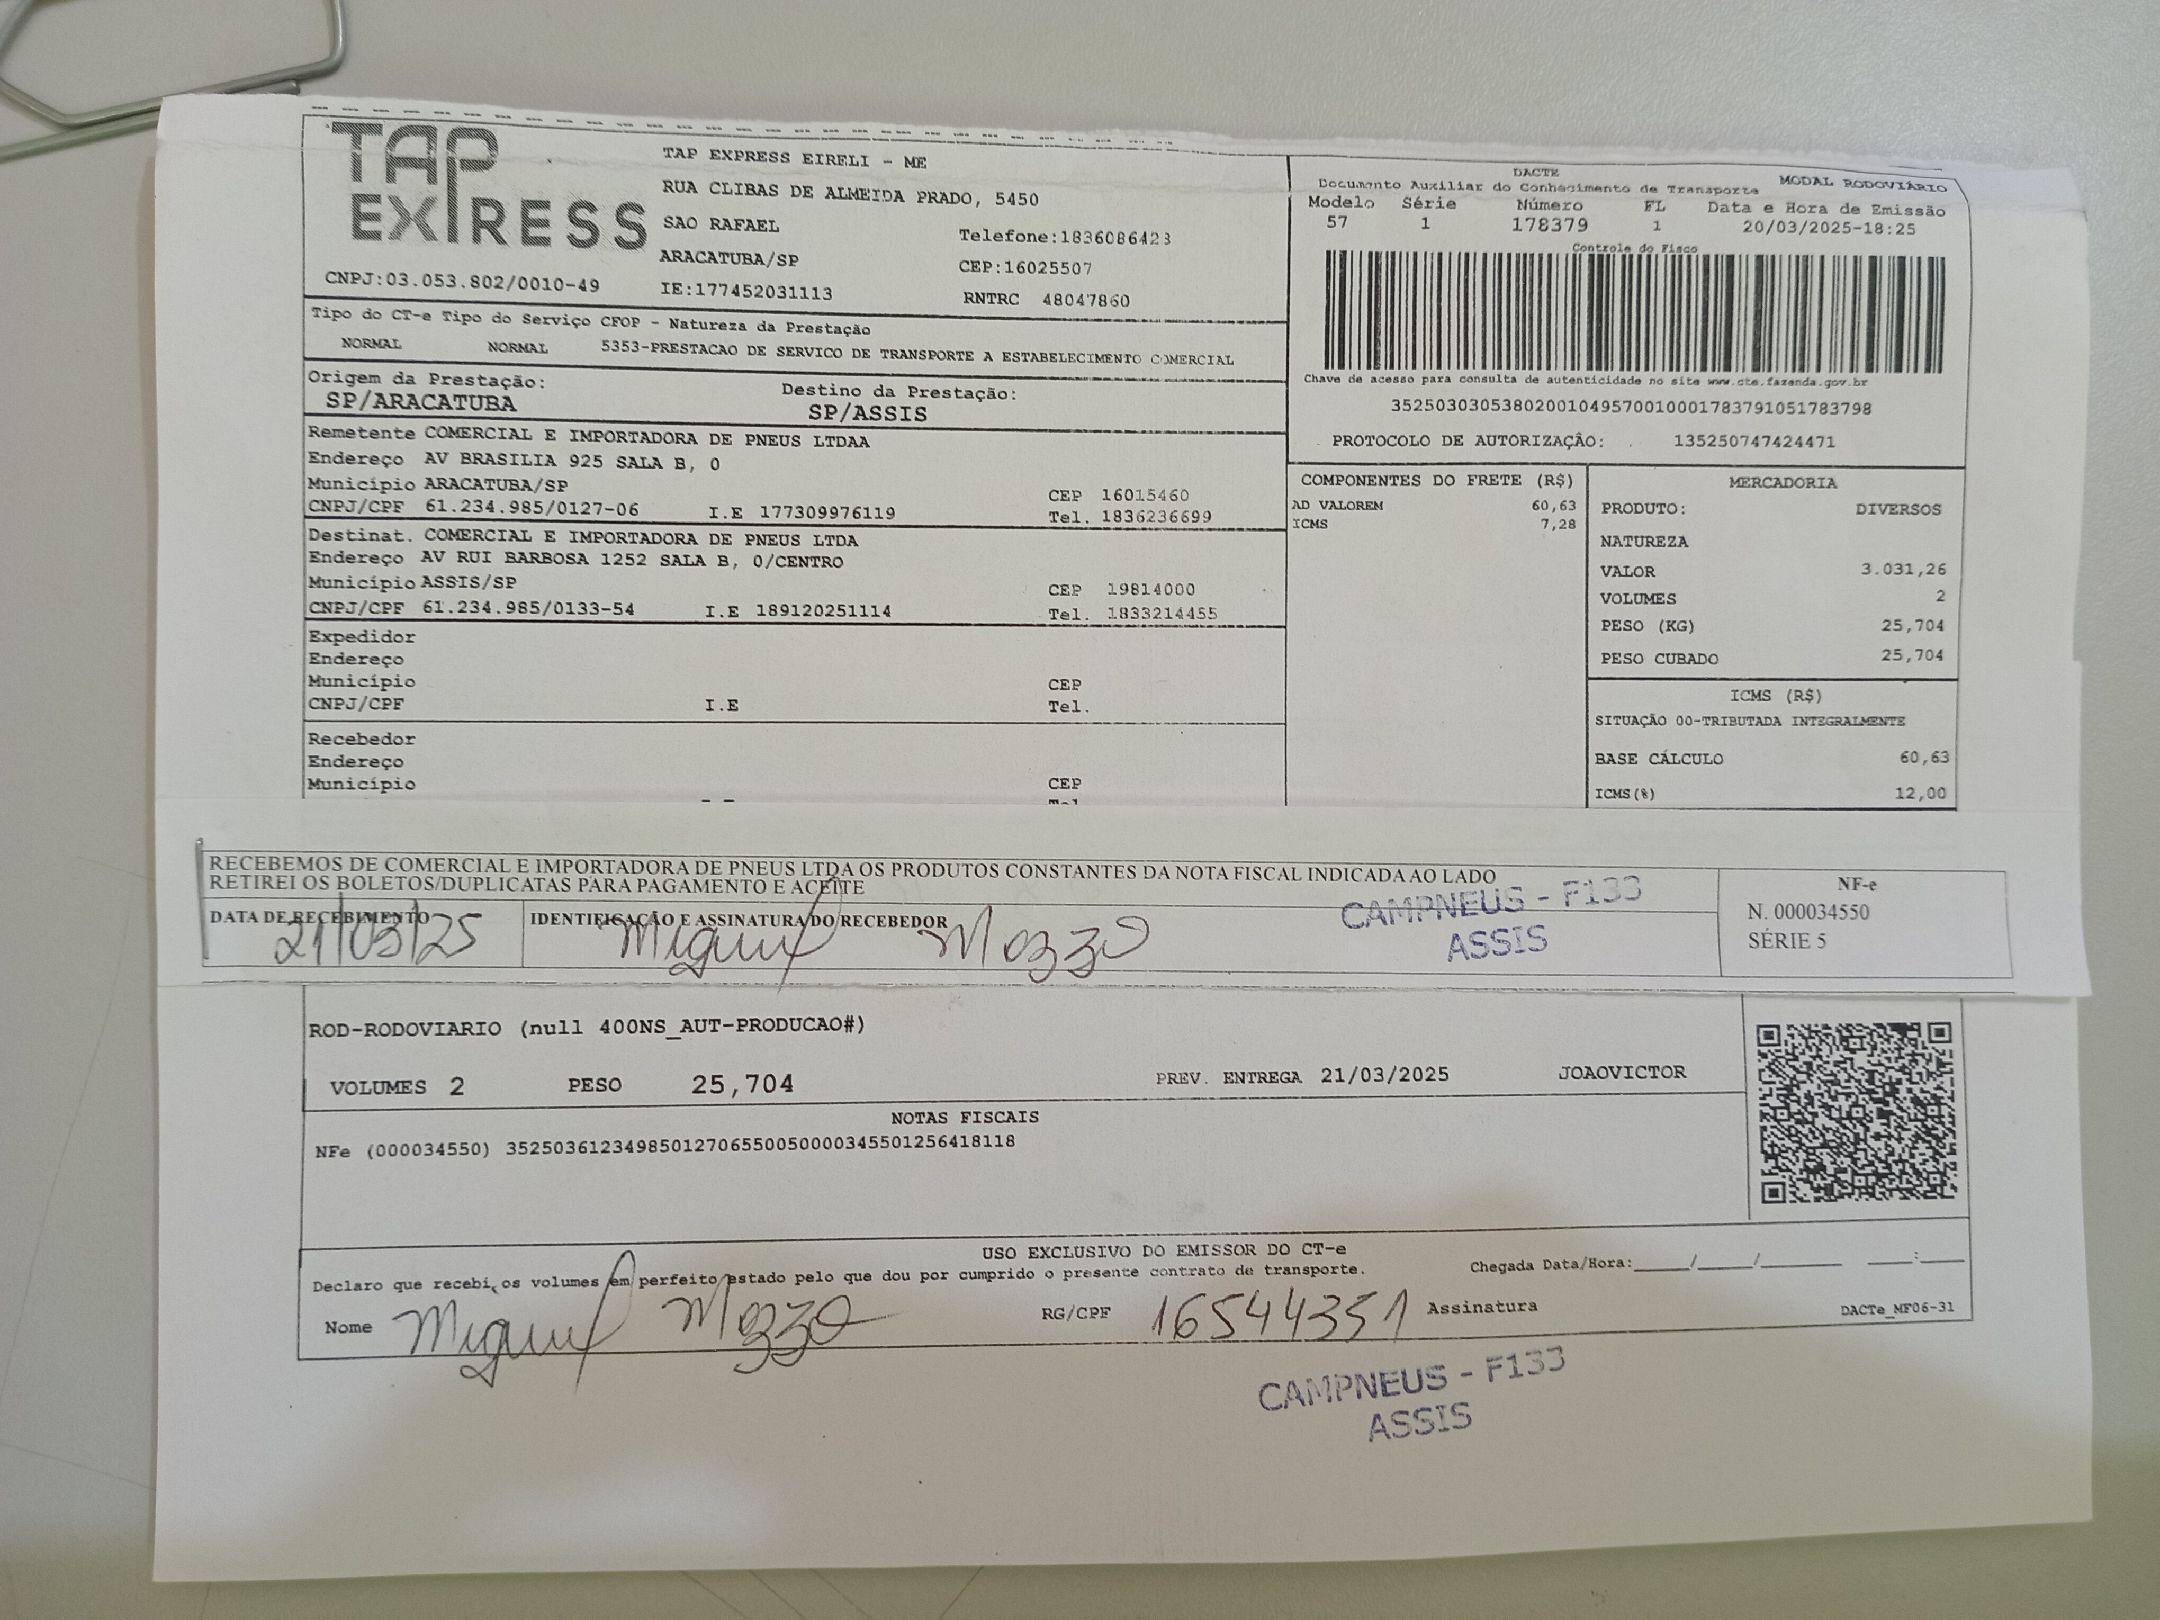 TAP
EXPRESS
CNPJ:03.053.802/0010-49
TAP EXPRESS EIRELI - ME
RUA CLIBAS DE ALMEIDA PRADO, 5450
SAO RAFAEL
Telefone:1836086423
ARACATUBA/SP
CEP:16025507
IE:177452031113
RNTRC 48047860
DACTE
Documento Auxiliar do Conhecimento de Transporte MODAL RODOVIÁRIO
Modelo Série Número FL Data e Hora de Emissão
57 1 178379 1 20/03/2025-18:25
Controle do Fisco
Chave de acesso para consulta de autenticidade no site www.cte.fazenda.gov.br
35250303053802001049570010001783791051783798
PROTOCOLO DE AUTORIZAÇÂO: 135250747424471
Tipo do CT-e Tipo do Serviço CFOP - Natureza da Prestação
NORMAL NORMAL 5353-PRESTACAO DE SERVICO DE TRANSPORTE A ESTABELECIMENTO COMERCIAL
Origem da Prestação: Destino da Prestação:
SP/ARACATUBA SP/ASSIS
Remetente COMERCIAL E IMPORTADORA DE PNEUS LTDAA
Endereço AV BRASILIA 925 SALA B, 0
Município ARACATUBA/SP CEP 16015460
CNPJ/CPF 61.234.985/0127-06 I.E 177309976119 Tel. 1836236699
Destinat. COMERCIAL E IMPORTADORA DE PNEUS LTDA
Endereço AV RUI BARBOSA 1252 SALA B, 0/CENTRO
Município ASSIS/SP CEP 19814000
CNPJ/CPF 61.234.985/0133-54 I.E 189120251114 Tel. 1833214455
Expedidor
Endereço
Município CEP
CNPJ/CPF I.E Tel.
Recebedor
Endereço
Município CEP
COMPONENTES DO FRETE (R$)
AD VALOREM 60,63
ICMS 7,28
MERCADORIA
PRODUTO: DIVERSOS
NATUREZA
VALOR 3.031,26
VOLUMES 2
PESO (KG) 25,704
PESO CUBADO 25,704
ICMS (R$)
SITUAÇÃO 00-TRIBUTADA INTEGRALMENTE
BASE CÁLCULO 60,63
ICMS(%) 12,00
RECEBEMOS DE COMERCIAL E IMPORTADORA DE PNEUS LTDA OS PRODUTOS CONSTANTES DA NOTA FISCAL INDICADA AO LADO
RETIREI OS BOLETOS/DUPLICATAS PARA PAGAMENTO E ACEITE
DATA DE RECEBIMENTO IDENTIFICAÇÃO E ASSINATURA DO RECEBEDOR
21/03/25 Miguel Mozzo
CAMPNEUS - F133
ASSIS
NF-e
N. 000034550
SÉRIE 5
ROD-RODOVIARIO (null 400NS_AUT-PRODUCAO#)
VOLUMES 2 PESO 25,704 PREV. ENTREGA 21/03/2025 JOAOVICTOR
NOTAS FISCAIS
NFe (000034550) 35250361234985012706550050000345501256418118
USO EXCLUSIVO DO EMISSOR DO CT-e
Declaro que recebi os volumes em perfeito estado pelo que dou por cumprido o presente contrato de transporte. Chegada Data/Hora:_____/_____/________ ____:____
Nome Miguel Mozzo RG/CPF 16544351 Assinatura DACTe_MF06-31
CAMPNEUS - F133
ASSIS